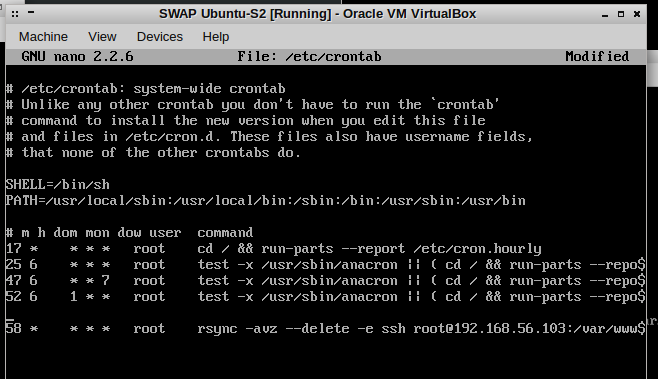 SWAP Ubuntu-S2 [Running] - Oracle VM VirtualBox
Machine View Devices Help
GNU nano 2.2.6 File: /etc/crontab Modified
# /etc/crontab: system-wide crontab
# Unlike any other crontab you don't have to run the `crontab'
# command to install the new version when you edit this file
# and files in /etc/cron.d. These files also have username fields,
# that none of the other crontabs do.
SHELL=/bin/sh
PATH=/usr/local/sbin:/usr/local/bin:/sbin:/bin:/usr/sbin:/usr/bin
# m h dom mon dow user command
17 * * * * root cd / && run-parts --report /etc/cron.hourly
25 6 * * * root test -x /usr/sbin/anacron || ( cd / && run-parts --repo$
47 6 * * 7 root test -x /usr/sbin/anacron || ( cd / && run-parts --repo$
52 6 1 * * root test -x /usr/sbin/anacron || ( cd / && run-parts --repo$
58 * * * * root rsync -avz --delete -e ssh root@192.168.56.103:/var/www$